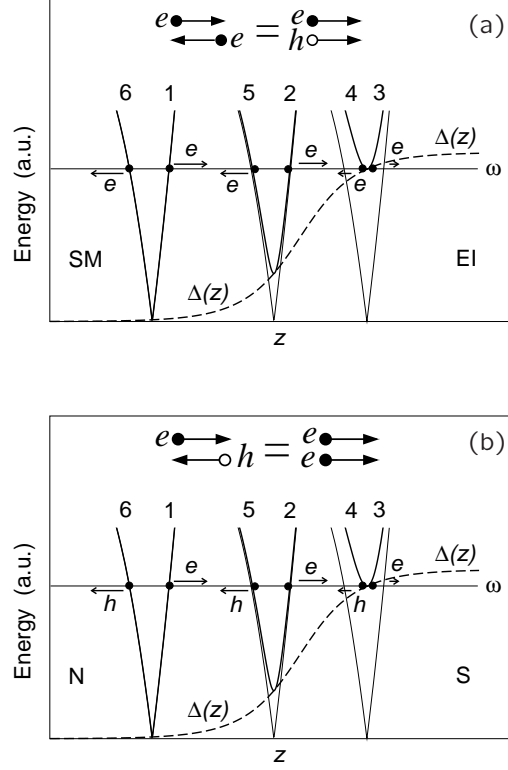 e = e (a)
e h
6 1 5 2 4 3
Δ(z)
e e e e e e ω
SM EI
Δ(z)
z
Energy (a.u.)
e = e (b)
h e
6 1 5 2 4 3
Δ(z)
e e e ω
h h h
N S
Δ(z)
z
Energy (a.u.)